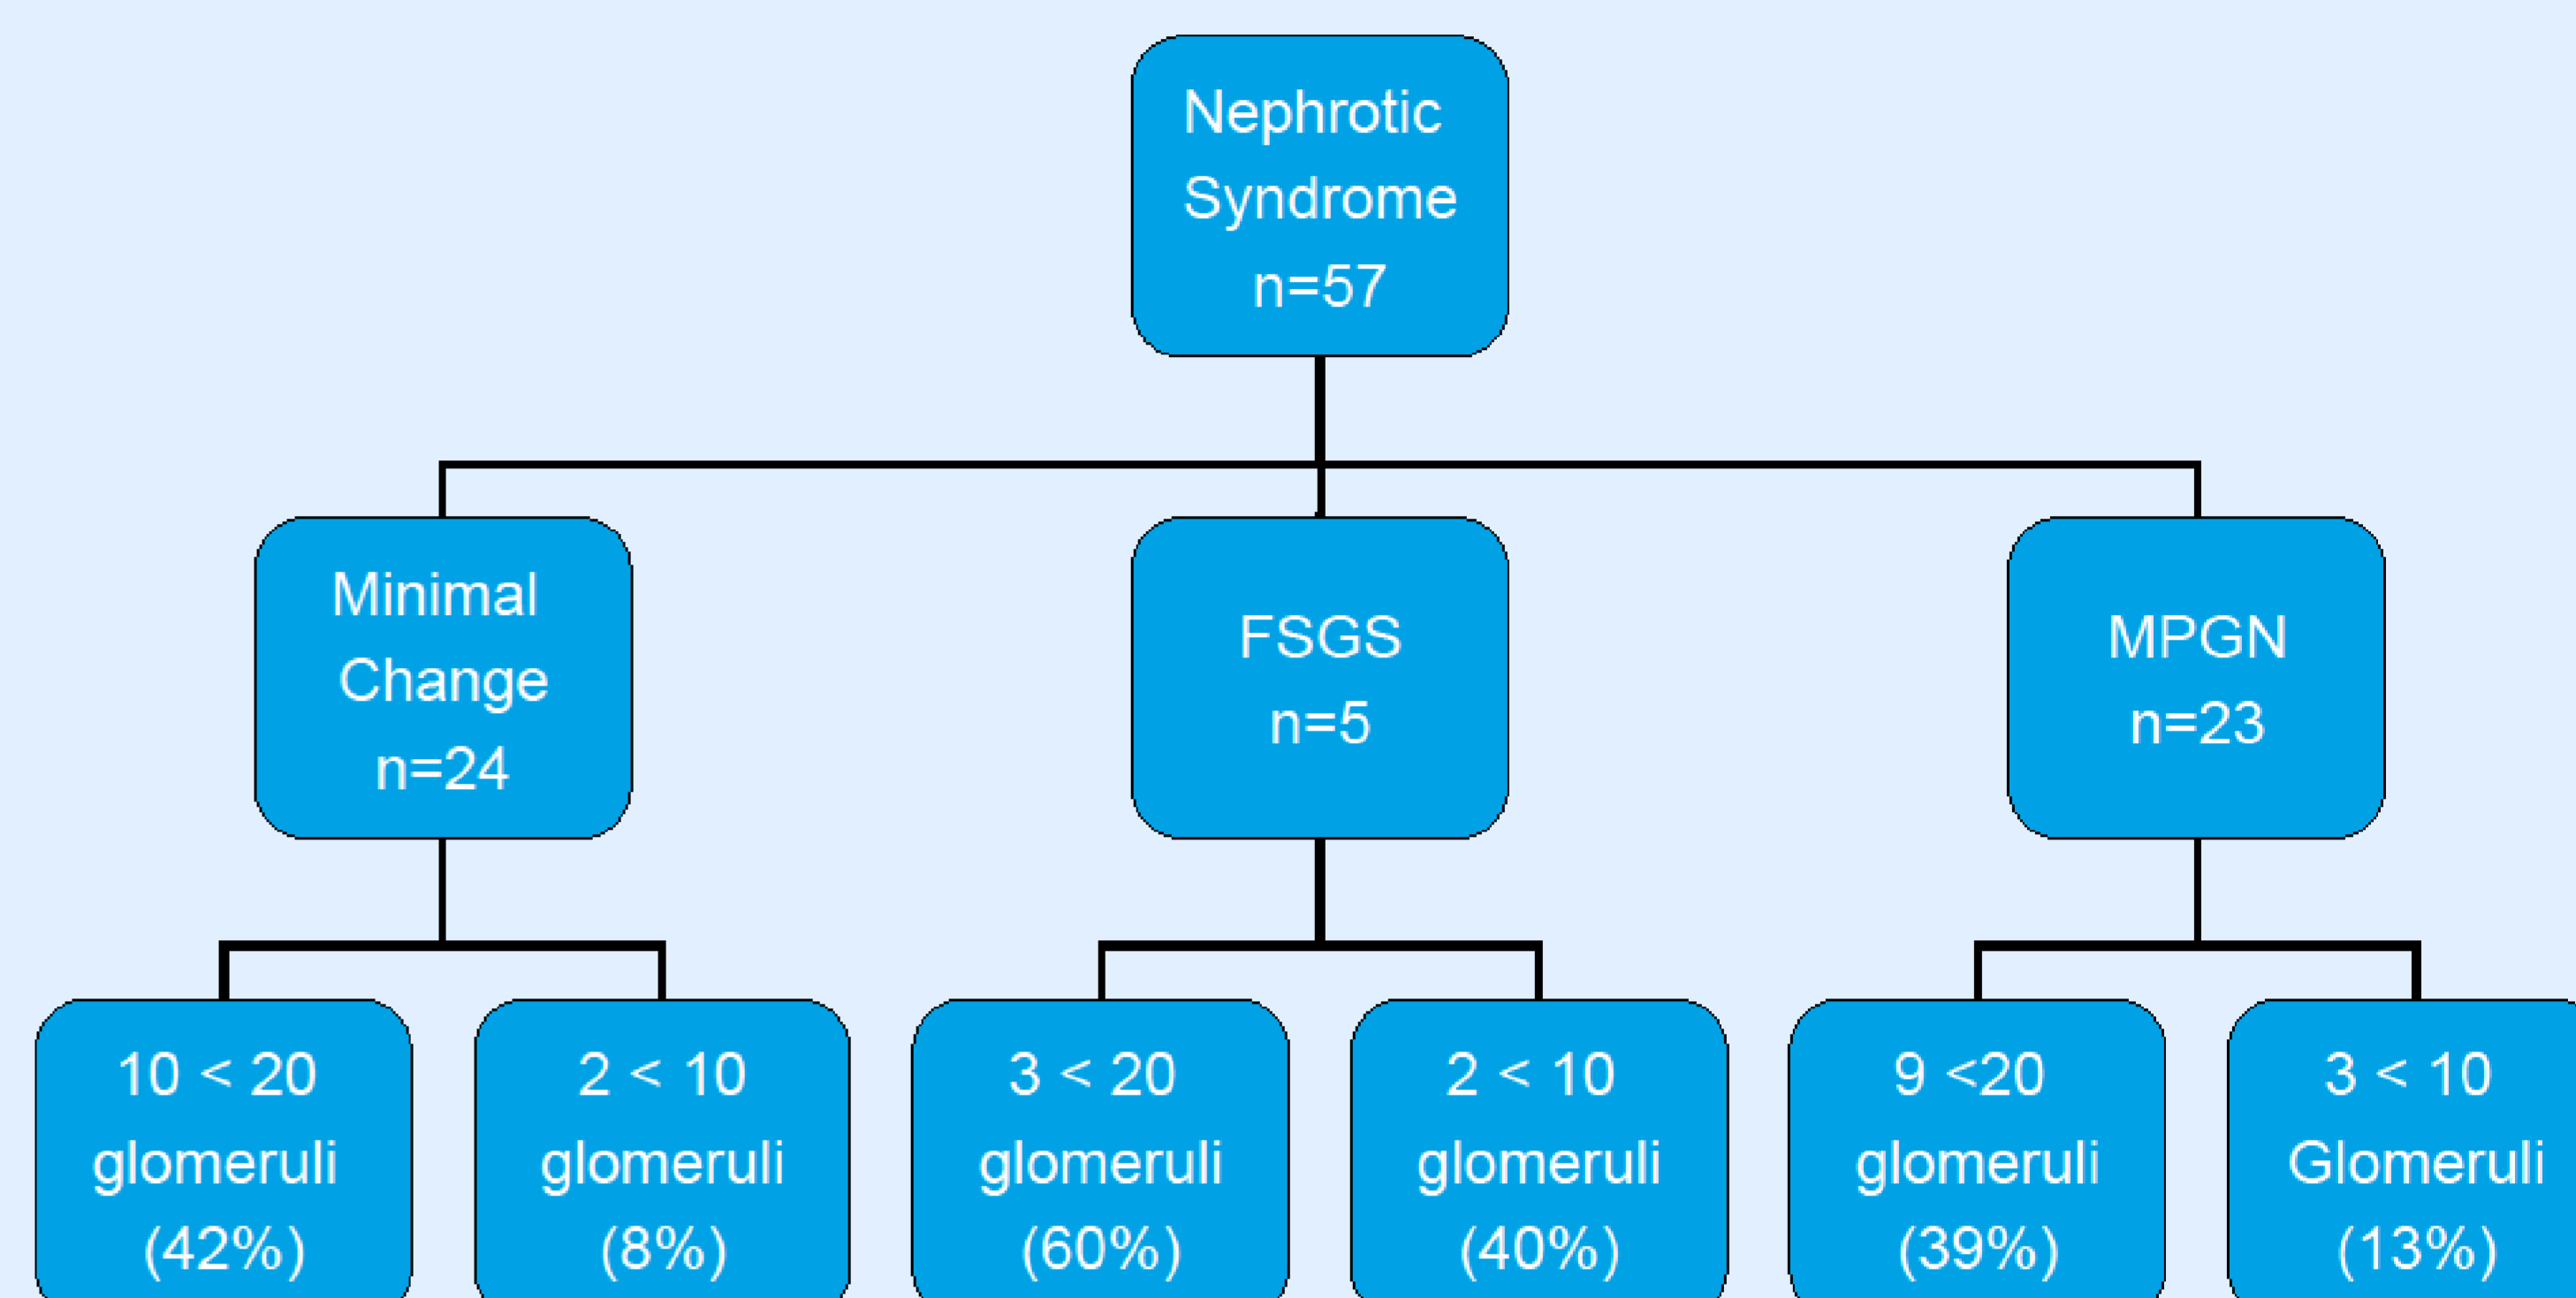 Nephrotic
Syndrome
n=57
Minimal
Change
n=24
FSGS
n=5
MPGN
n=23
10 < 20
glomeruli
(42%)
2 < 10
glomeruli
(8%)
3 < 20
glomeruli
(60%)
2 < 10
glomeruli
(40%)
9 <20
glomeruli
(39%)
3 < 10
Glomeruli
(13%)